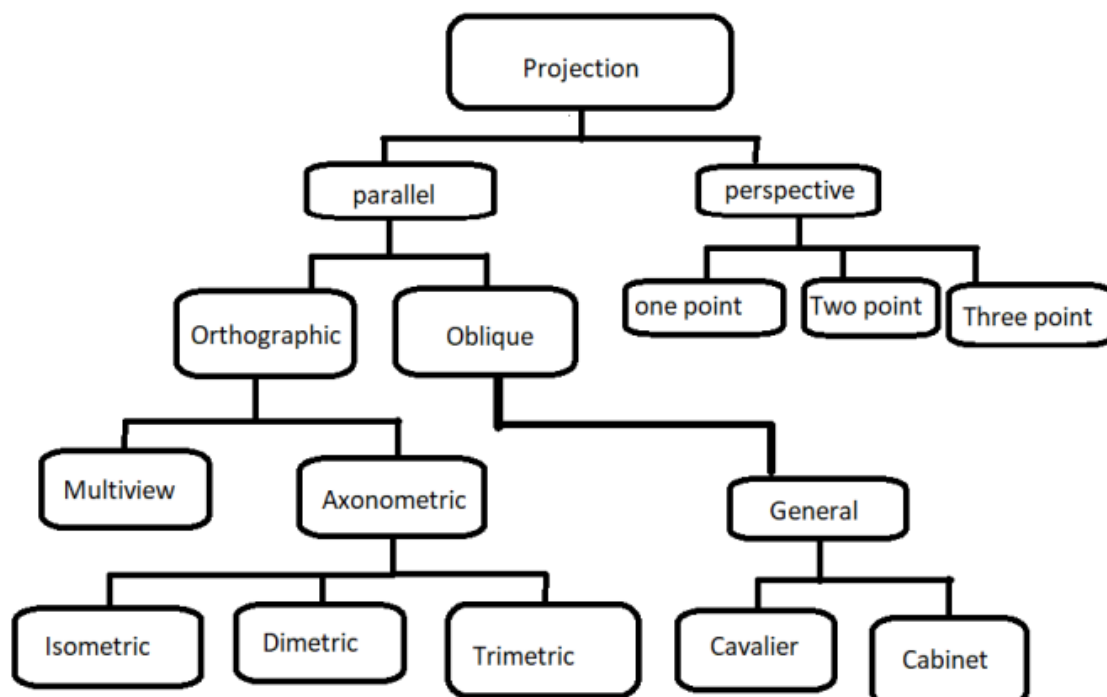 Projection
parallel
perspective
one point
Two point
Three point
Orthographic
Oblique
Multiview
Axonometric
General
Isometric
Dimetric
Trimetric
Cavalier
Cabinet